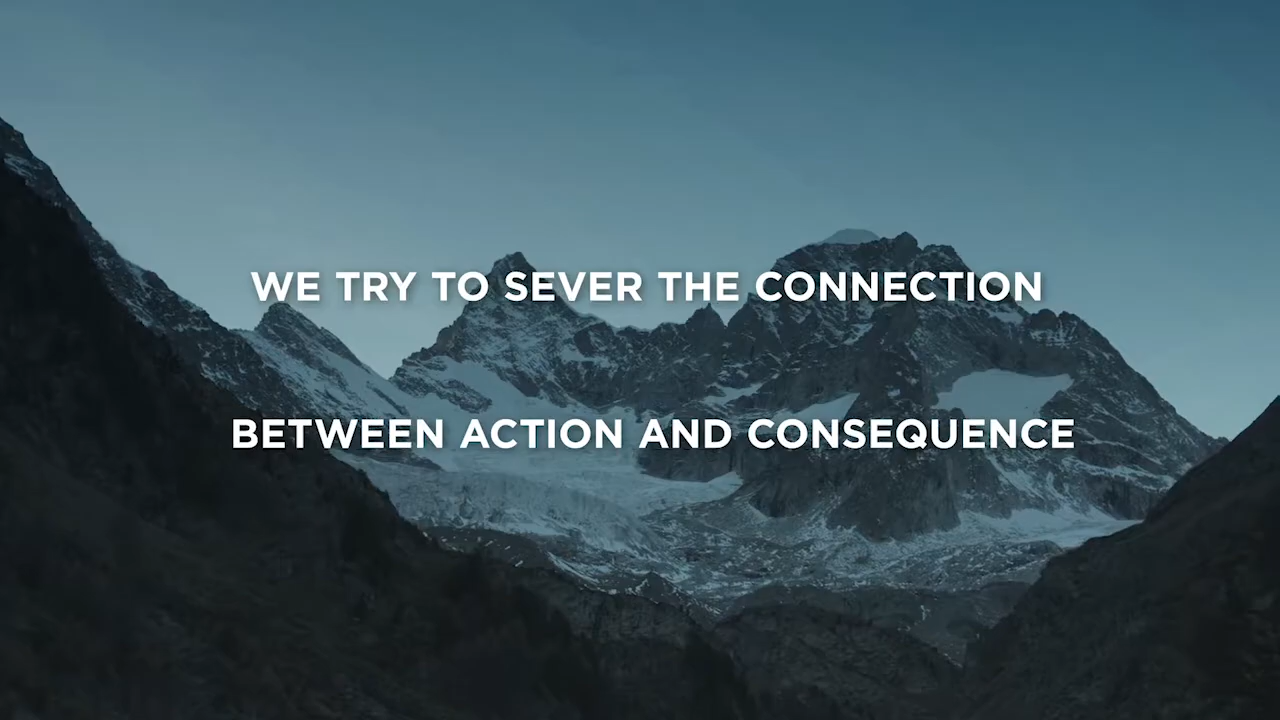 WE TRY TO SEVER THE CONNECTION
BETWEEN ACTION AND CONSEQUENCE